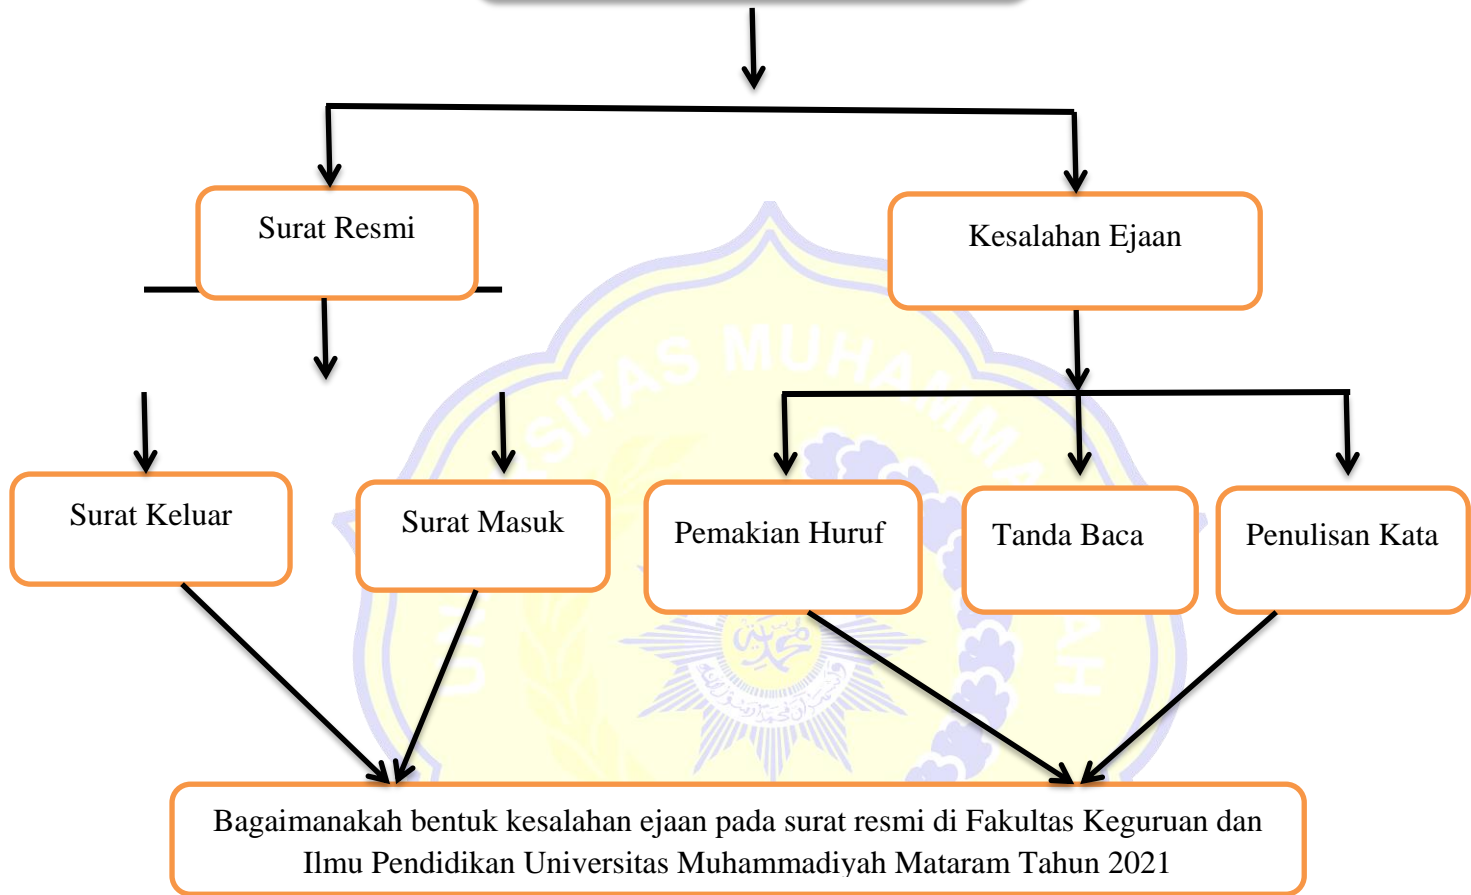 Surat Resmi
Kesalahan Ejaan
Surat Keluar
Surat Masuk
Pemakian Huruf
Tanda Baca
Penulisan Kata
Bagaimanakah bentuk kesalahan ejaan pada surat resmi di Fakultas Keguruan dan
Ilmu Pendidikan Universitas Muhammadiyah Mataram Tahun 2021